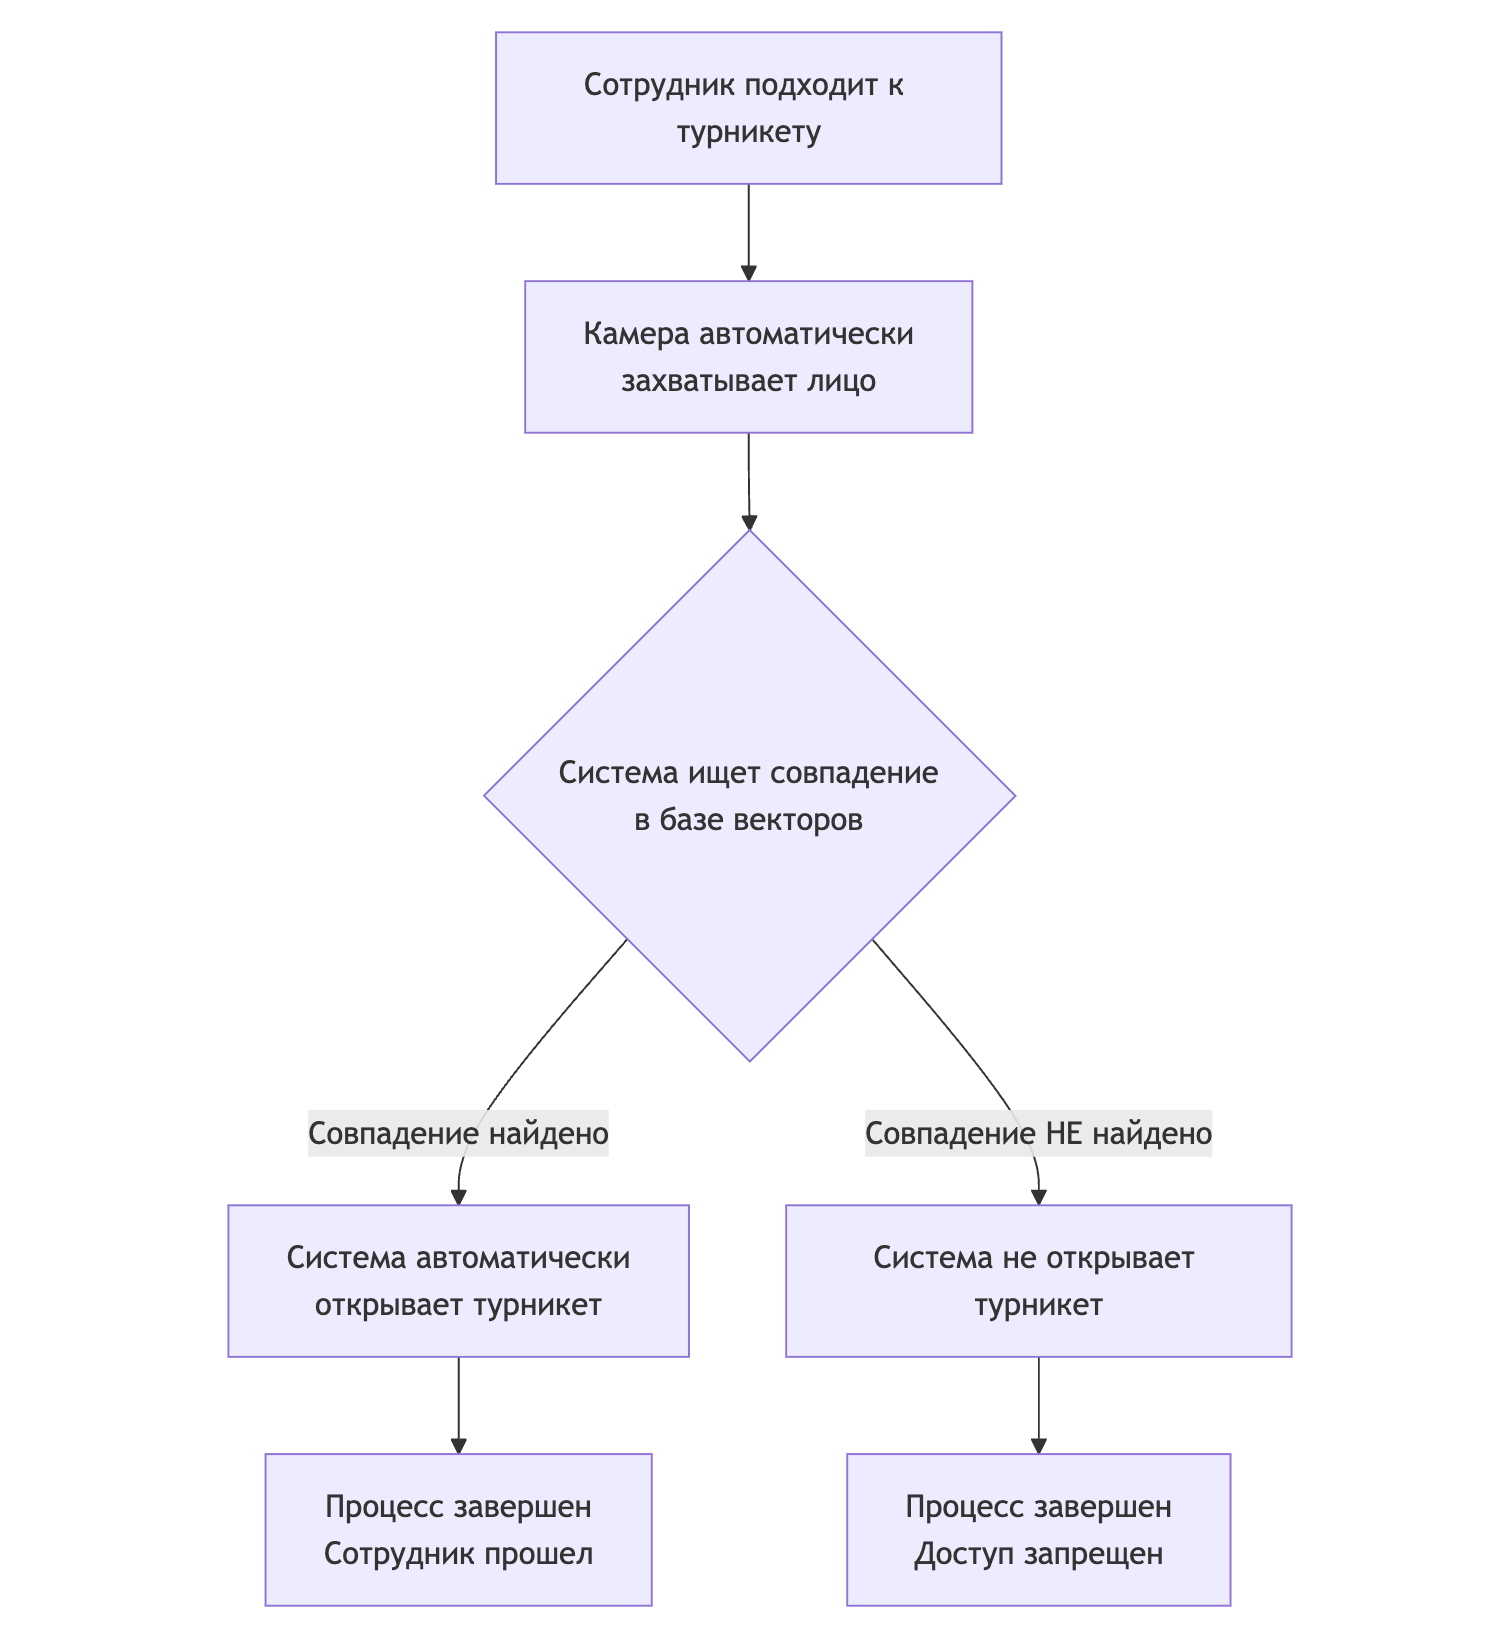 Сотрудник подходит к
турникету
Камера автоматически
захватывает лицо
Система ищет совпадение
в базе векторов
Совпадение найдено
Совпадение НЕ найдено
Система автоматически
открывает турникет
Система не открывает
турникет
Процесс завершен
Сотрудник прошел
Процесс завершен
Доступ запрещен